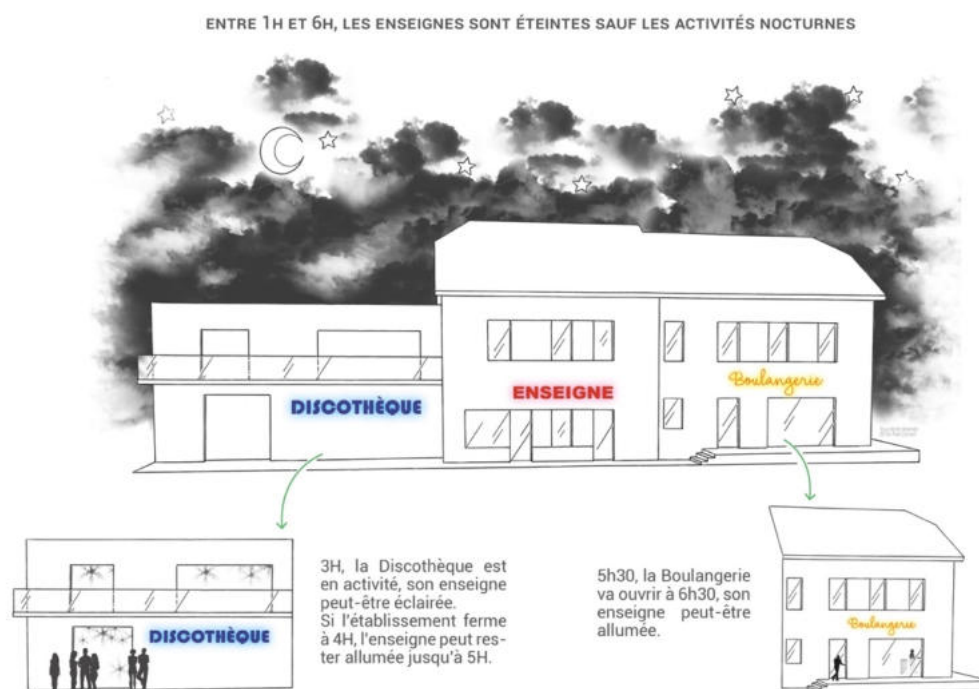 ENTRE 1H ET 6H, LES ENSEIGNES SONT ÉTEINTES SAUF LES ACTIVITÉS NOCTURNES
DISCOTHÈQUE
ENSEIGNE
Boulangerie
3H, la Discothèque est
en activité, son enseigne
peut-être éclairée.
Si l'établissement ferme
à 4H, l'enseigne peut res-
ter allumée jusqu'à 5H.
DISCOTHÈQUE
5h30, la Boulangerie
va ouvrir à 6h30, son
enseigne peut-être
allumée.
Boulangerie